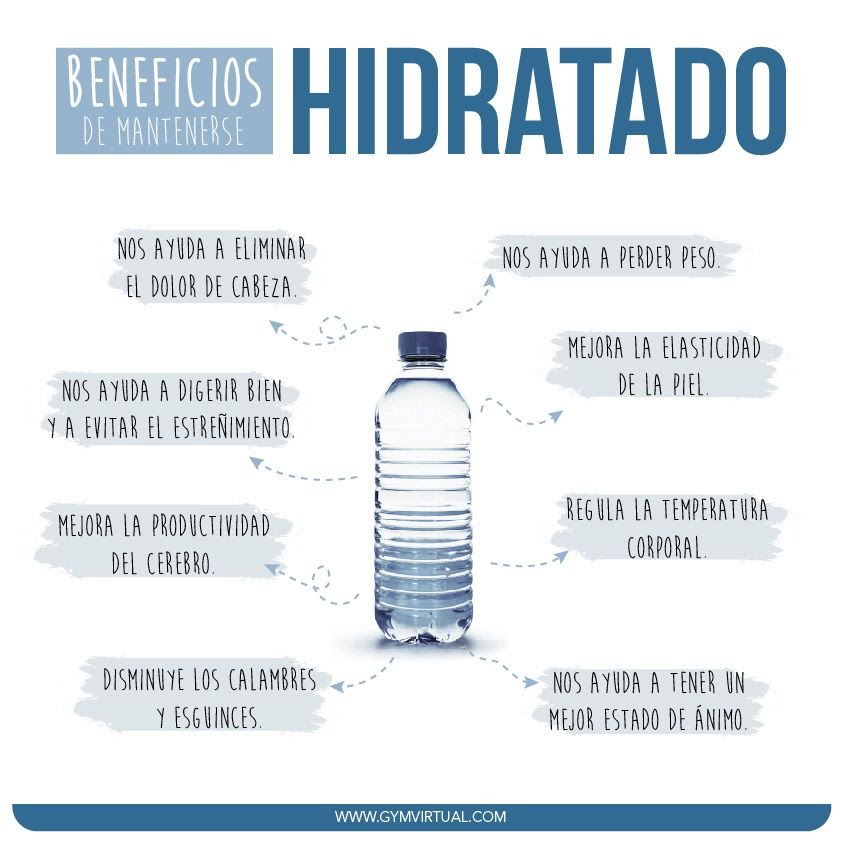 BENEFICIOS
DE MANTENERSE
HIDRATADO
NOS AYUDA A ELIMINAR
EL DOLOR DE CABEZA.
NOS AYUDA A PERDER PESO.
MEJORA LA ELASTICIDAD
DE LA PIEL.
NOS AYUDA A DIGERIR BIEN
Y A EVITAR EL ESTREÑIMIENTO.
REGULA LA TEMPERATURA
CORPORAL.
MEJORA LA PRODUCTIVIDAD
DEL CEREBRO.
DISMINUYE LOS CALAMBRES
Y ESGUINCES.
NOS AYUDA A TENER UN
MEJOR ESTADO DE ÁNIMO.
WWW.GYMVIRTUAL.COM